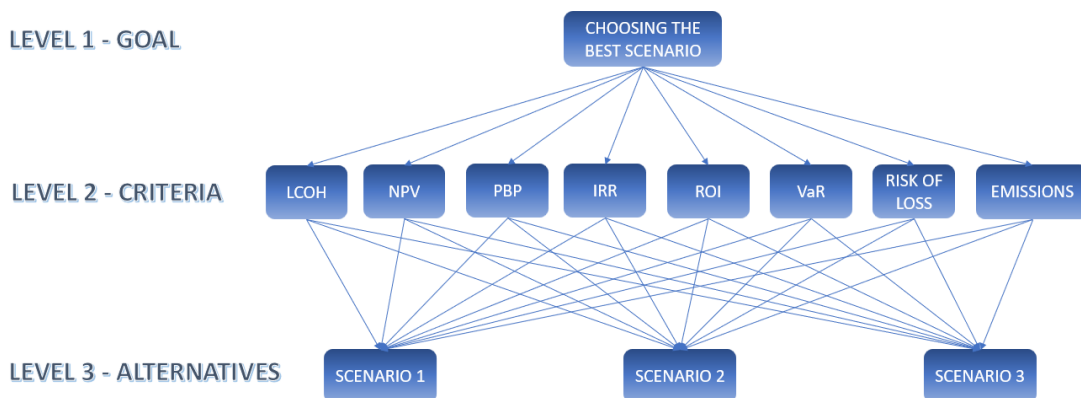 LEVEL 1 - GOAL
CHOOSING THE
BEST SCENARIO
LEVEL 2 - CRITERIA
LCOH
NPV
PBP
IRR
ROI
VaR
RISK OF
LOSS
EMISSIONS
LEVEL 3 - ALTERNATIVES
SCENARIO 1
SCENARIO 2
SCENARIO 3